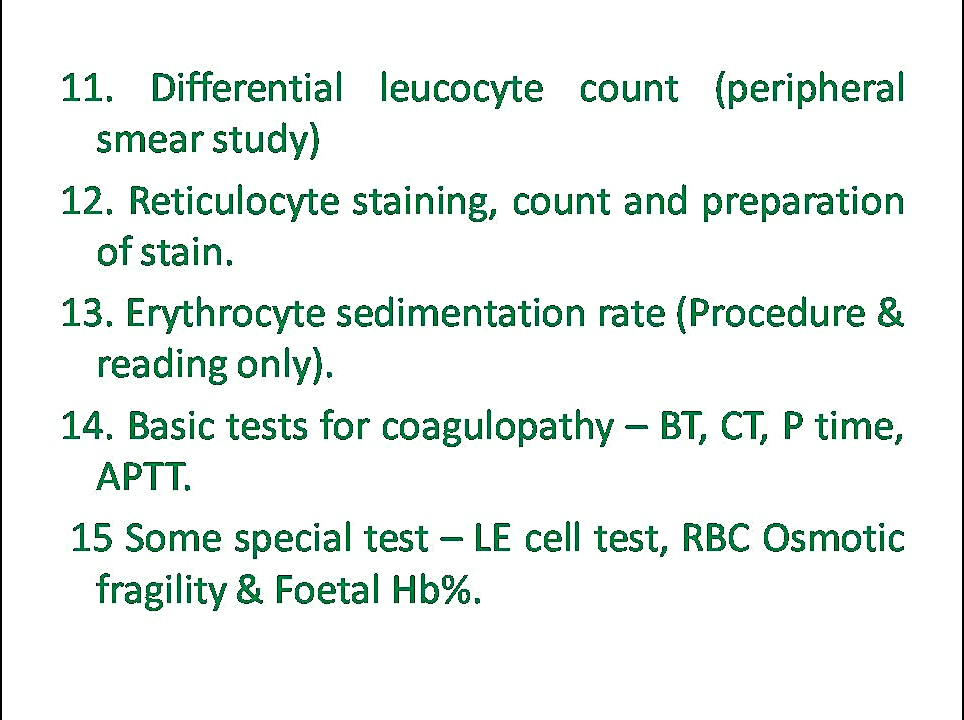 11. Differential leucocyte count (peripheral
smear study)
12. Reticulocyte staining, count and preparation
of stain.
13. Erythrocyte sedimentation rate (Procedure &
reading only).
14. Basic tests for coagulopathy – BT, CT, P time,
APTT.
15 Some special test – LE cell test, RBC Osmotic
fragility & Foetal Hb%.